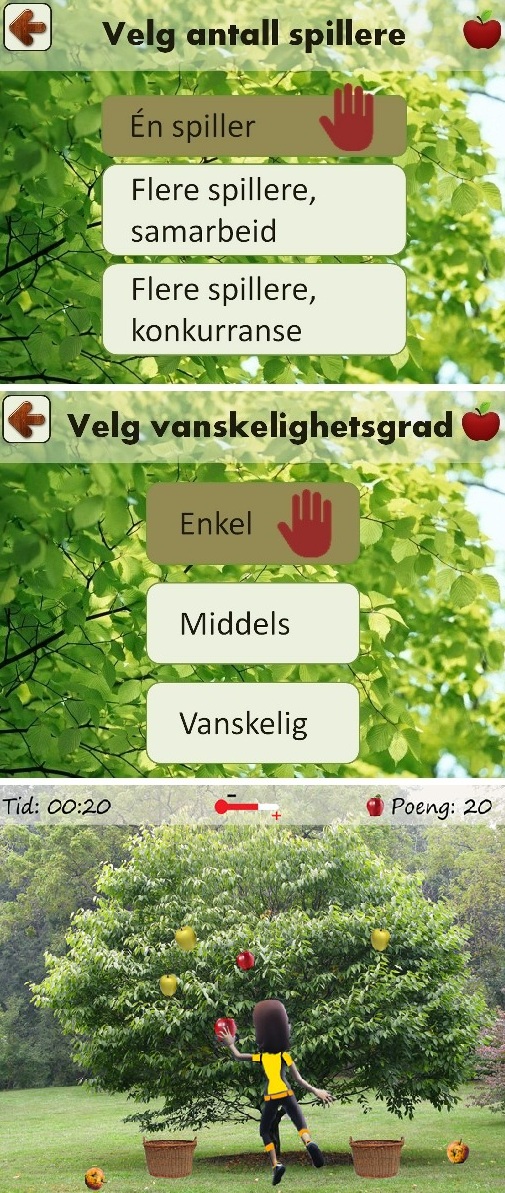 Velg antall spillere
Én spiller
Flere spillere,
samarbeid
Flere spillere,
konkurranse
Velg vanskelighetsgrad
Enkel
Middels
Vanskelig
Tid: 00:20
- +
Poeng: 20